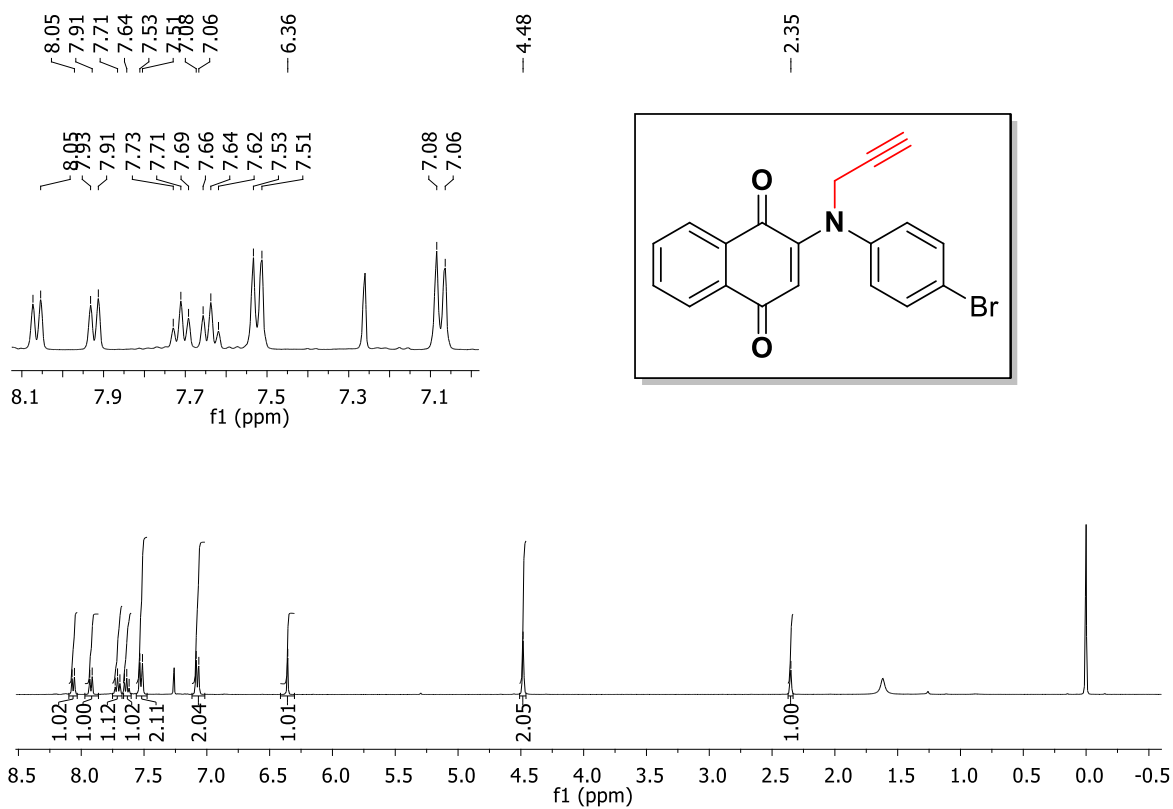 8.05 7.91 7.71 7.64 7.53 7.51 7.08 7.06 6.36 4.48 2.35
8.05 7.93 7.91 7.73 7.71 7.69 7.66 7.64 7.62 7.53 7.51 7.08 7.06
O
N
Br
O
8.1 7.9 7.7 7.5 7.3 7.1
f1 (ppm)
1.02 1.00 1.12 1.02 2.11 2.04 1.01 2.05 1.00
8.5 8.0 7.5 7.0 6.5 6.0 5.5 5.0 4.5 4.0 3.5 3.0 2.5 2.0 1.5 1.0 0.5 0.0 -0.5
f1 (ppm)